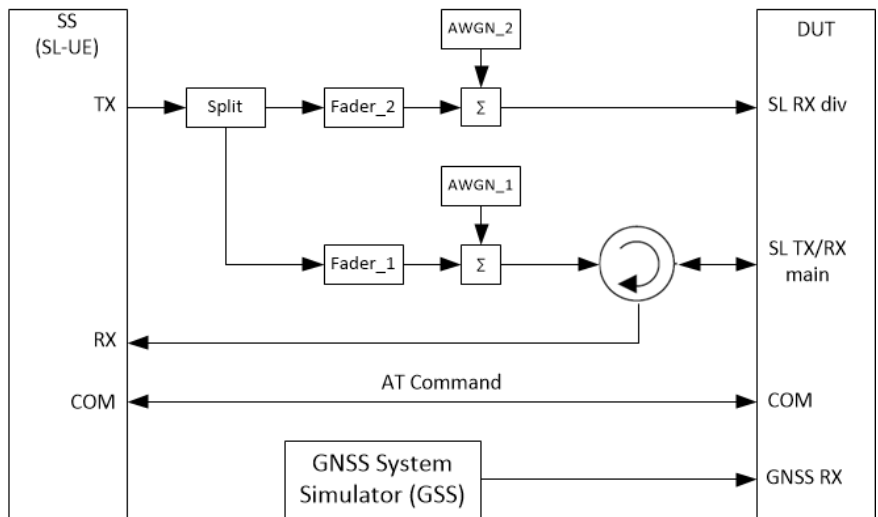 SS
(SL-UE)
AWGN_2
DUT
TX
Split
Fader_2
Σ
SL RX div
AWGN_1
Fader_1
Σ
SL TX/RX
main
RX
AT Command
COM
COM
GNSS System
Simulator (GSS)
GNSS RX